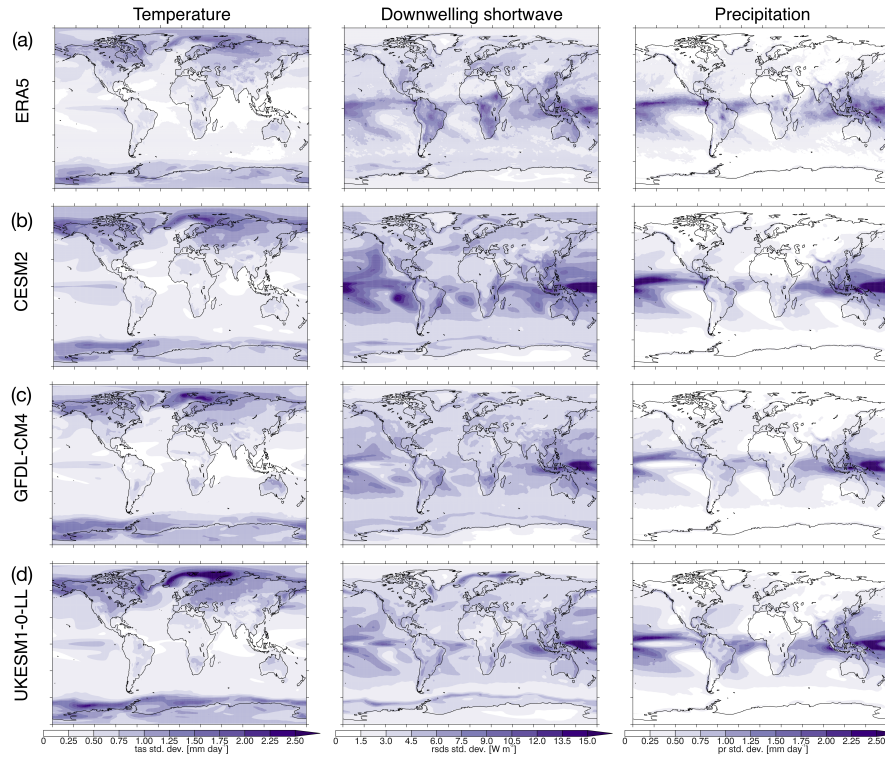 Temperature Downwelling shortwave Precipitation
(a) ERA5
(b) CESM2
(c) GFDL-CM4
(d) UKESM1-0-LL
0 0.25 0.50 0.75 1.00 1.25 1.50 1.75 2.00 2.25 2.50 0 1.5 3.0 4.5 6.0 7.5 9.0 10.5 12.0 13.5 15.0 0 0.25 0.50 0.75 1.00 1.25 1.50 1.75 2.00 2.25 2.50
tas std. dev. [mm day⁻] rsds std. dev. [W m⁻] pr std. dev. [mm day⁻]